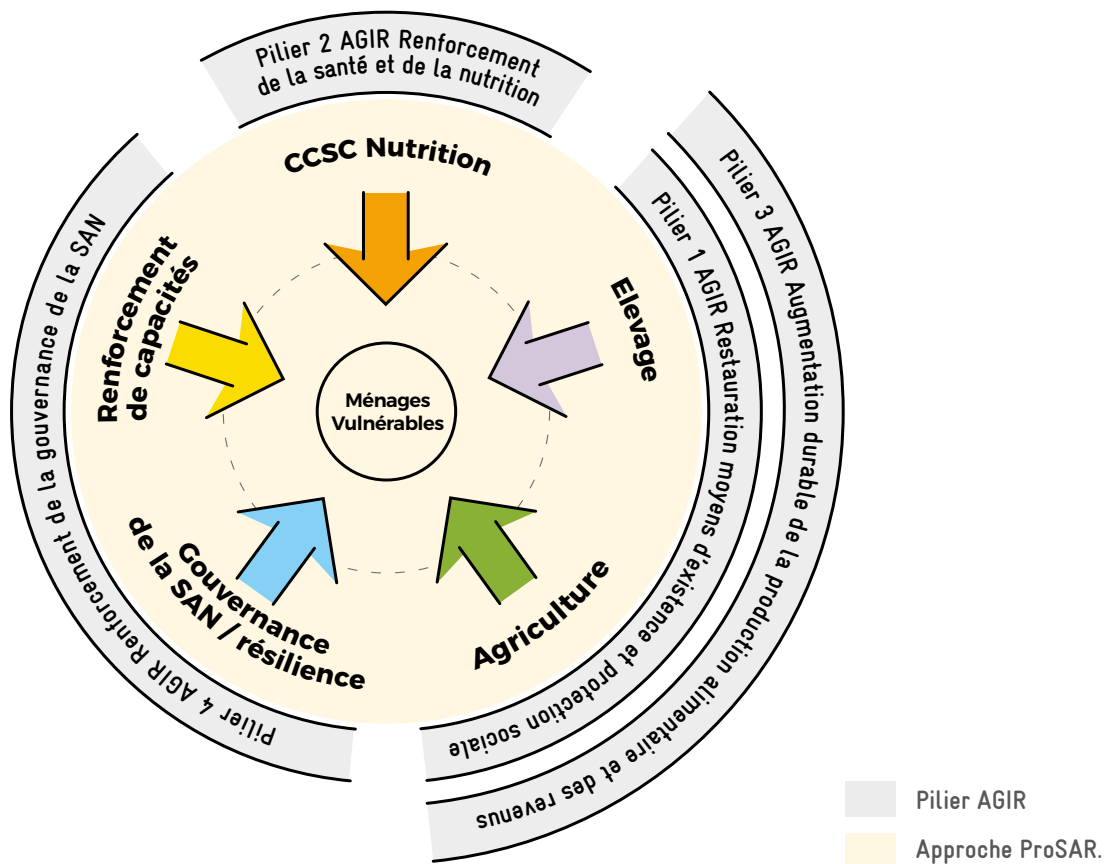 Pilier 2 AGIR Renforcement
de la santé et de la nutrition
Pilier 3 AGIR Augmentation durable de la production alimentaire et des revenus
Pilier 1 AGIR Restauration moyens d'existence et protection sociale
Pilier 4 AGIR Renforcement de la gouvernance de la SAN
CCSC Nutrition
Elevage
Agriculture
Gouvernance
de la SAN / résilience
Renforcement
de capacités
Ménages
Vulnérables
Pilier AGIR
Approche ProSAR.